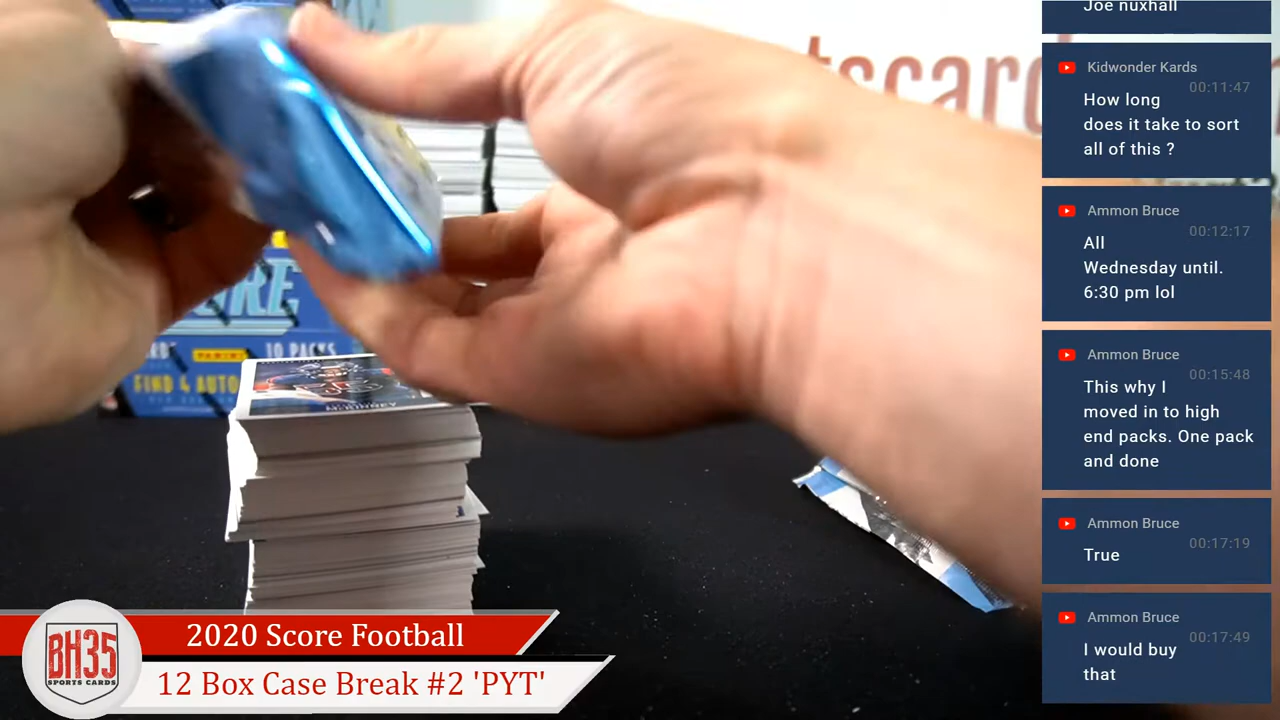 Joe nuxhall
Kidwonder Kards
00:11:47
How long
does it take to sort
all of this ?
Ammon Bruce
00:12:17
All
Wednesday until.
6:30 pm lol
Ammon Bruce
00:15:48
This why I
moved in to high
end packs. One pack
and done
Ammon Bruce
00:17:19
True
Ammon Bruce
00:17:49
I would buy
that
PANINI
10 PACKS
FIND 4 AUTO
2020 Score Football
12 Box Case Break #2 'PYT'
BH35
SPORTS CARDS